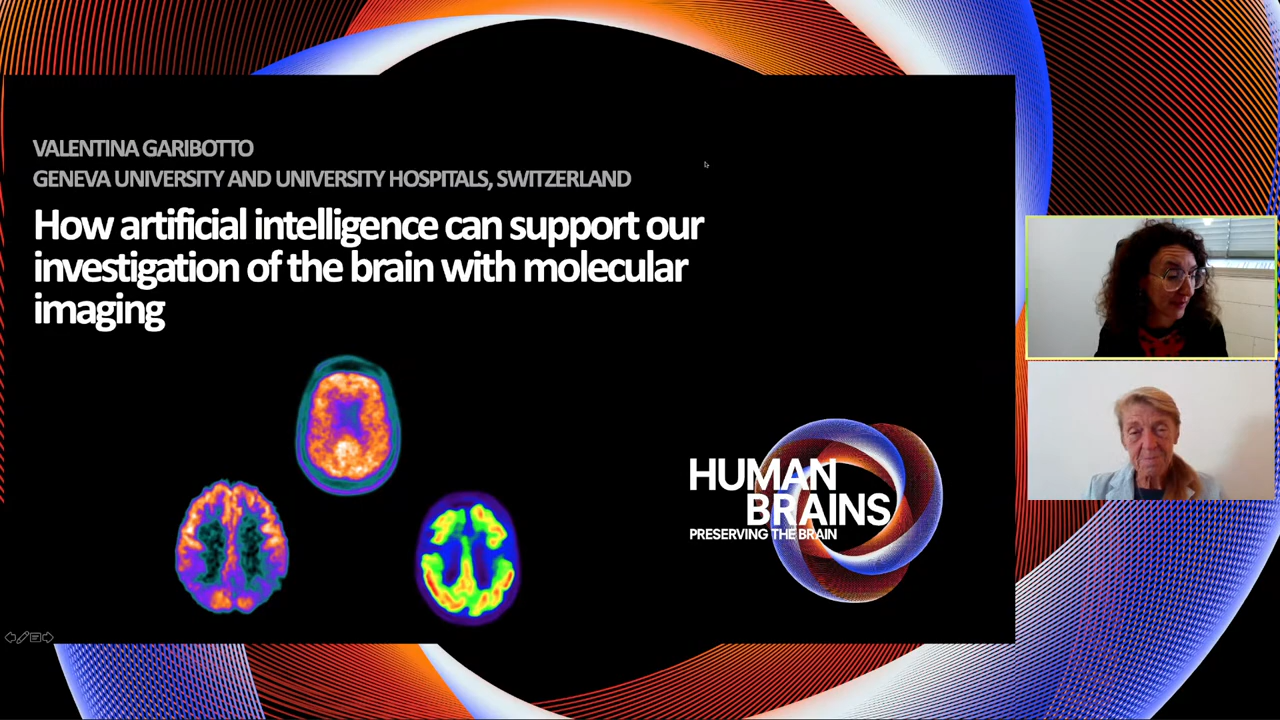 VALENTINA GARIBOTTO
GENEVA UNIVERSITY AND UNIVERSITY HOSPITALS, SWITZERLAND
How artificial intelligence can support our
investigation of the brain with molecular
imaging
HUMAN
BRAINS
PRESERVING THE BRAIN